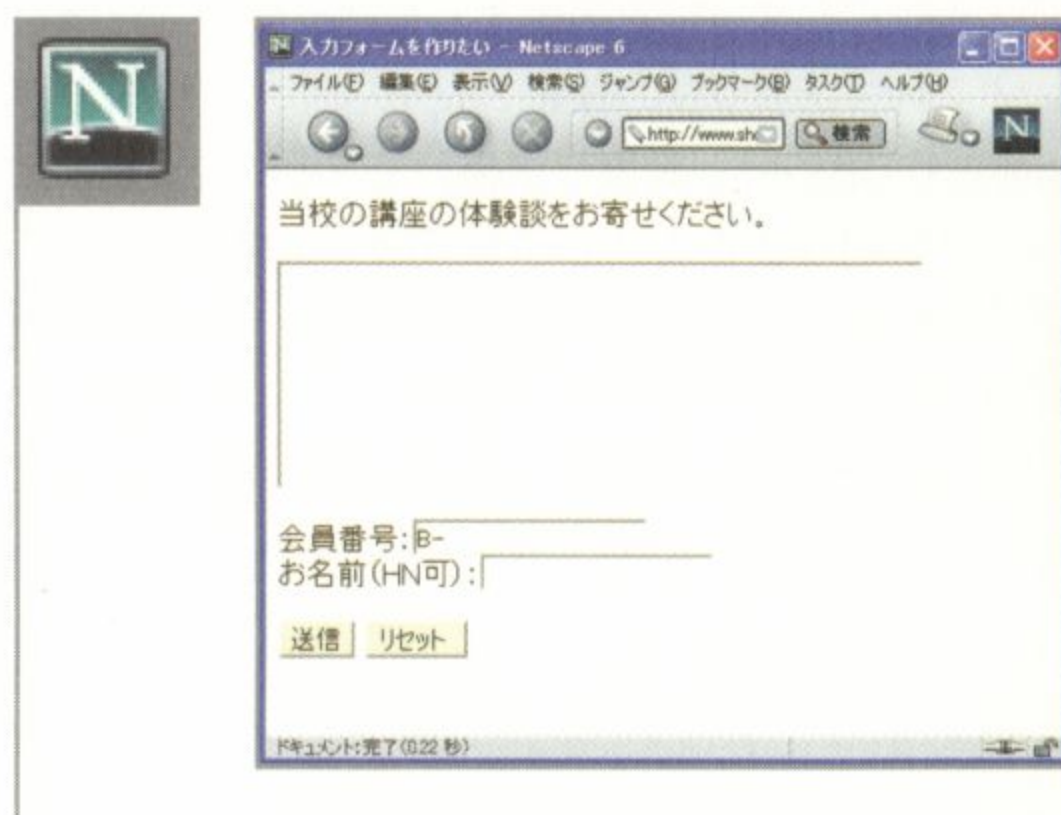 N
入力フォームを作りたい - Netscape 6
ファイル(F) 編集(E) 表示(V) 検索(S) ジャンプ(G) ブックマーク(B) タスク(T) ヘルプ(H)
http://www.sh 検索 N
当校の講座の体験談をお寄せください。
会員番号:B-
お名前(HN可):
送信 リセット
ドキュメント:完了(0.22 秒)